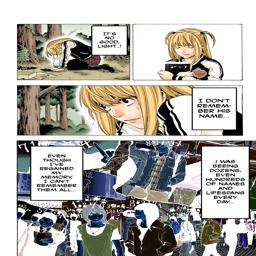 IT'S
NO
GOOD,
LIGHT...!
I DON'T
REMEM-
BER HIS
NAME...
EVEN
THOUGH
I'VE
REGAINED
MY
MEMORY,
I CAN'T
REMEMBER
THEM ALL...
I WAS
SEEING
DOZENS,
EVEN
HUNDREDS
OF NAMES
AND
LIFESPANS
EVERY
DAY...